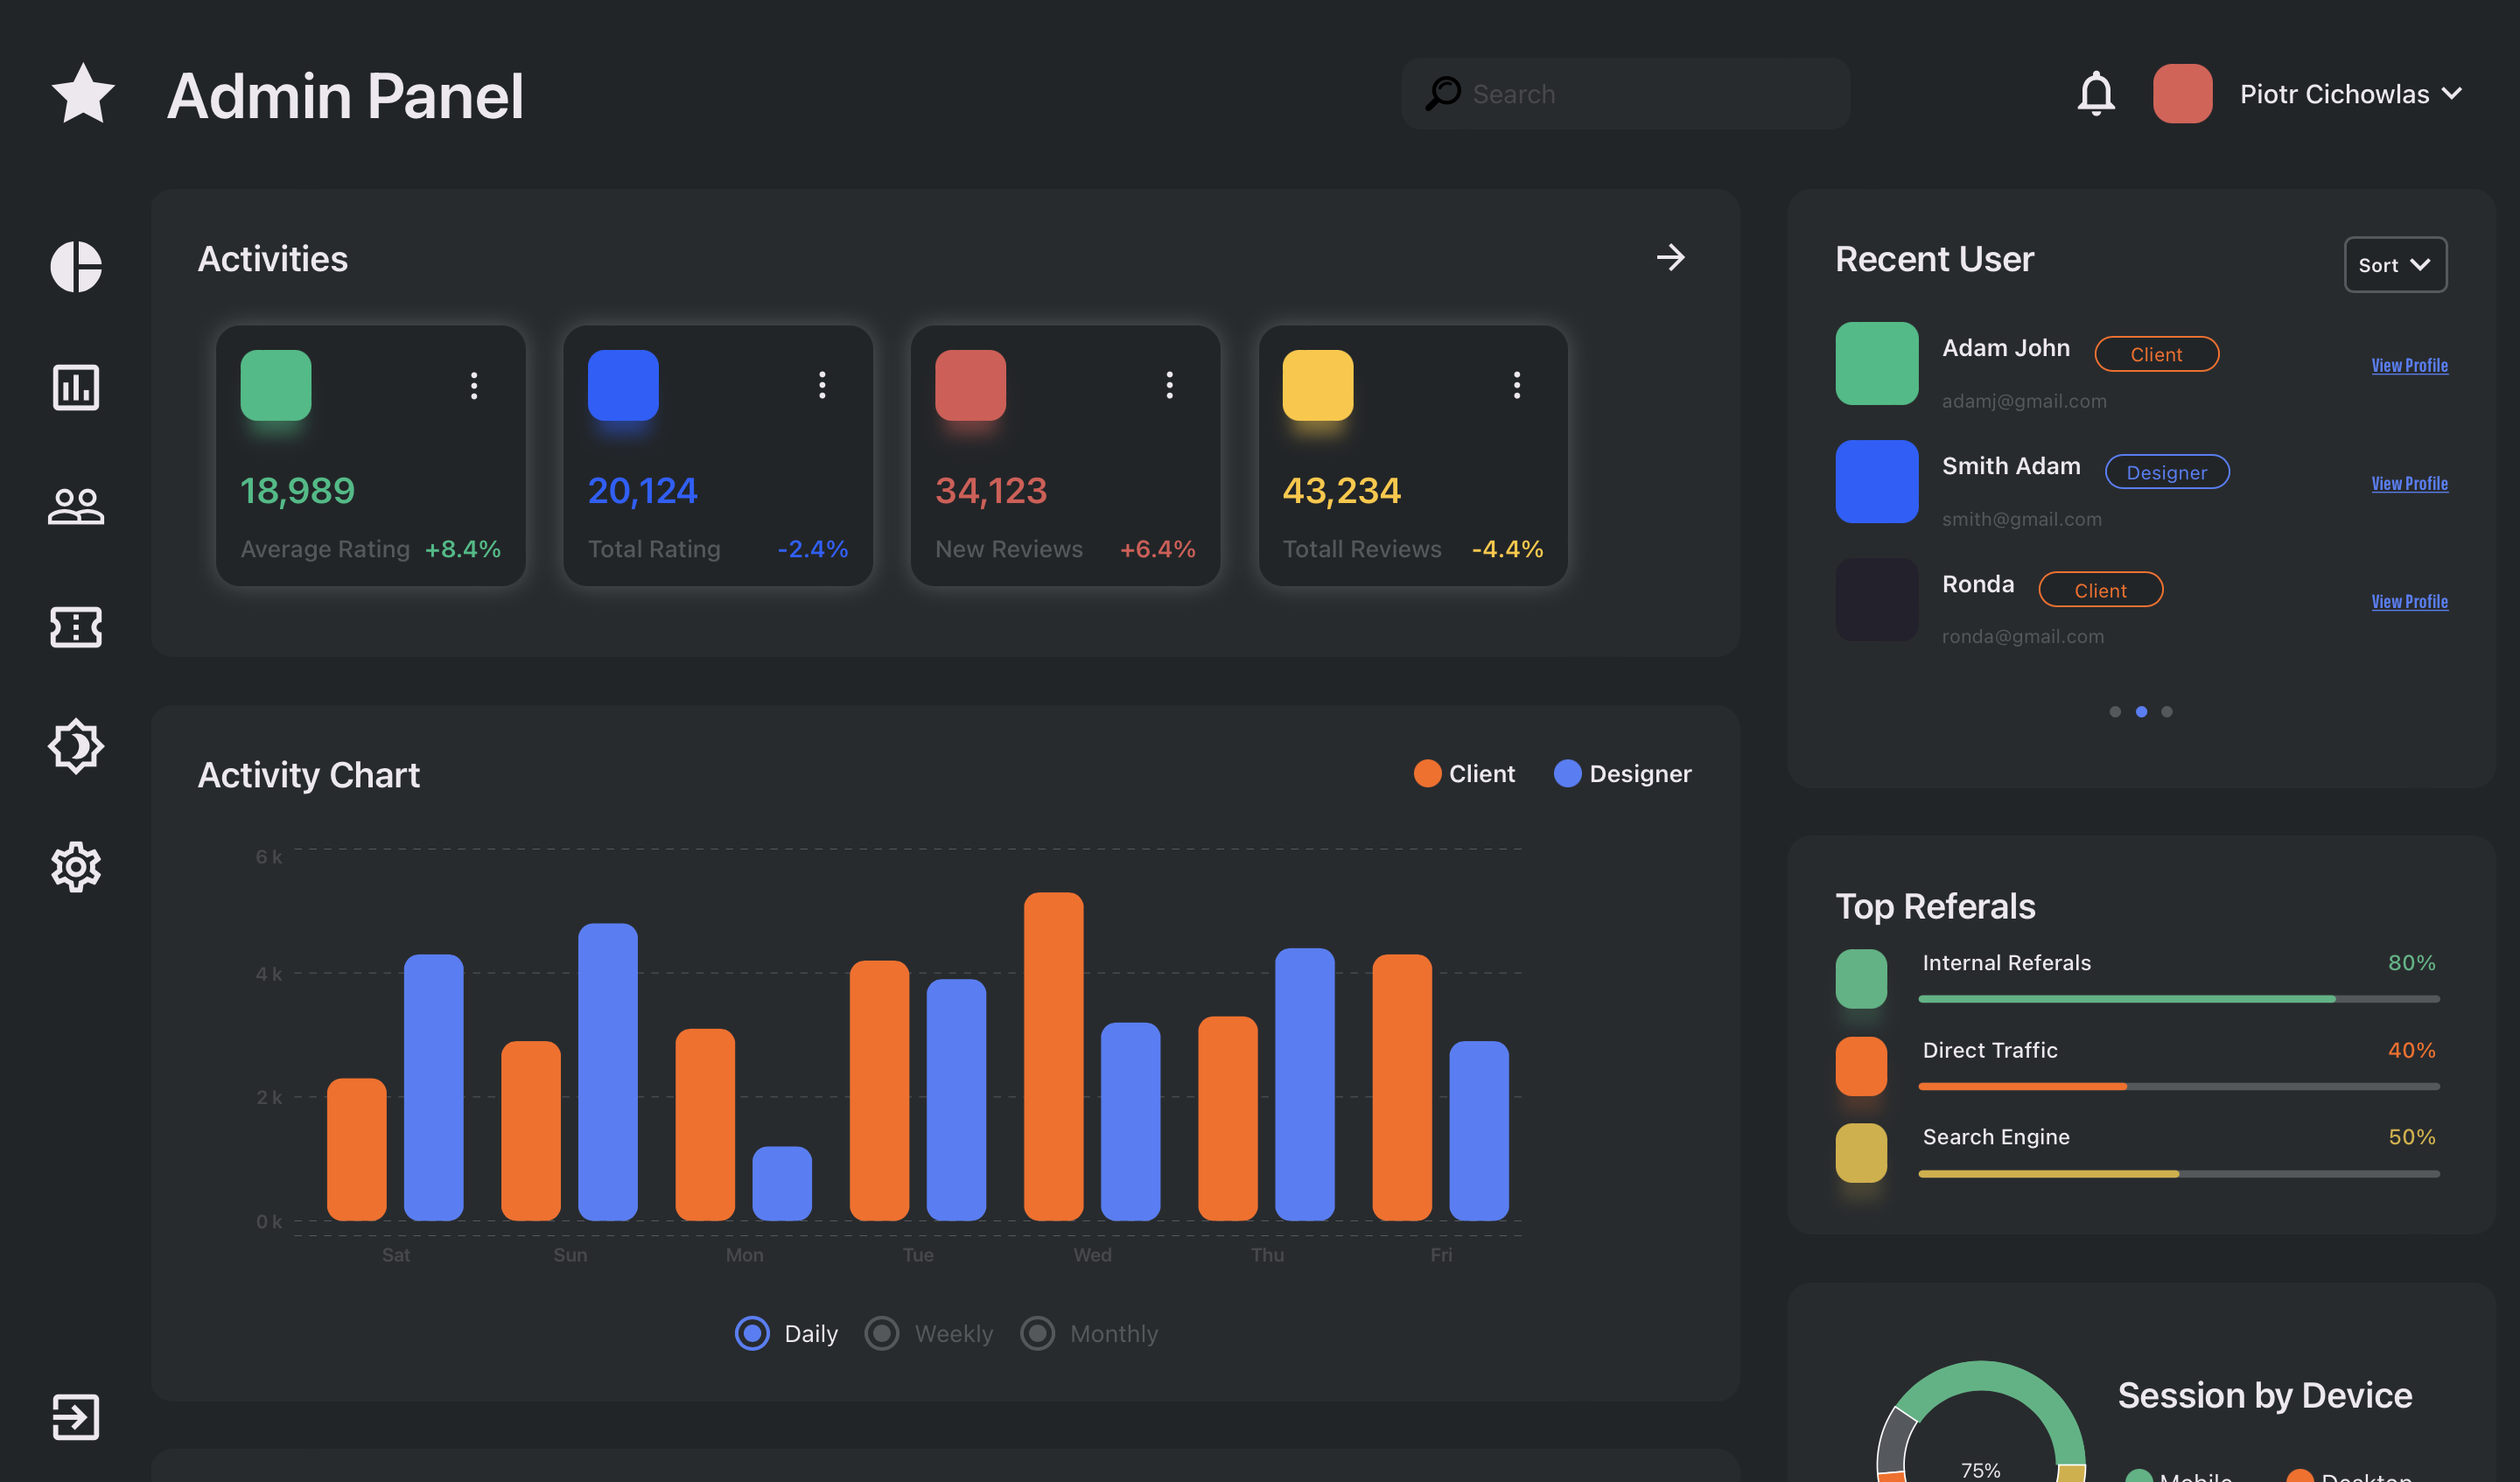 Admin Panel
Search
Piotr Cichowlas
Activities
18,989
Average Rating +8.4%
20,124
Total Rating -2.4%
34,123
New Reviews +6.4%
43,234
Totall Reviews -4.4%
Recent User
Sort
Adam John Client
adamj@gmail.com
View Profile
Smith Adam Designer
smith@gmail.com
View Profile
Ronda Client
ronda@gmail.com
View Profile
Activity Chart
Client Designer
6 k
4 k
2 k
0 k
Sat Sun Mon Tue Wed Thu Fri
Daily Weekly Monthly
Top Referals
Internal Referals 80%
Direct Traffic 40%
Search Engine 50%
Session by Device
75%
Mobile Desktop